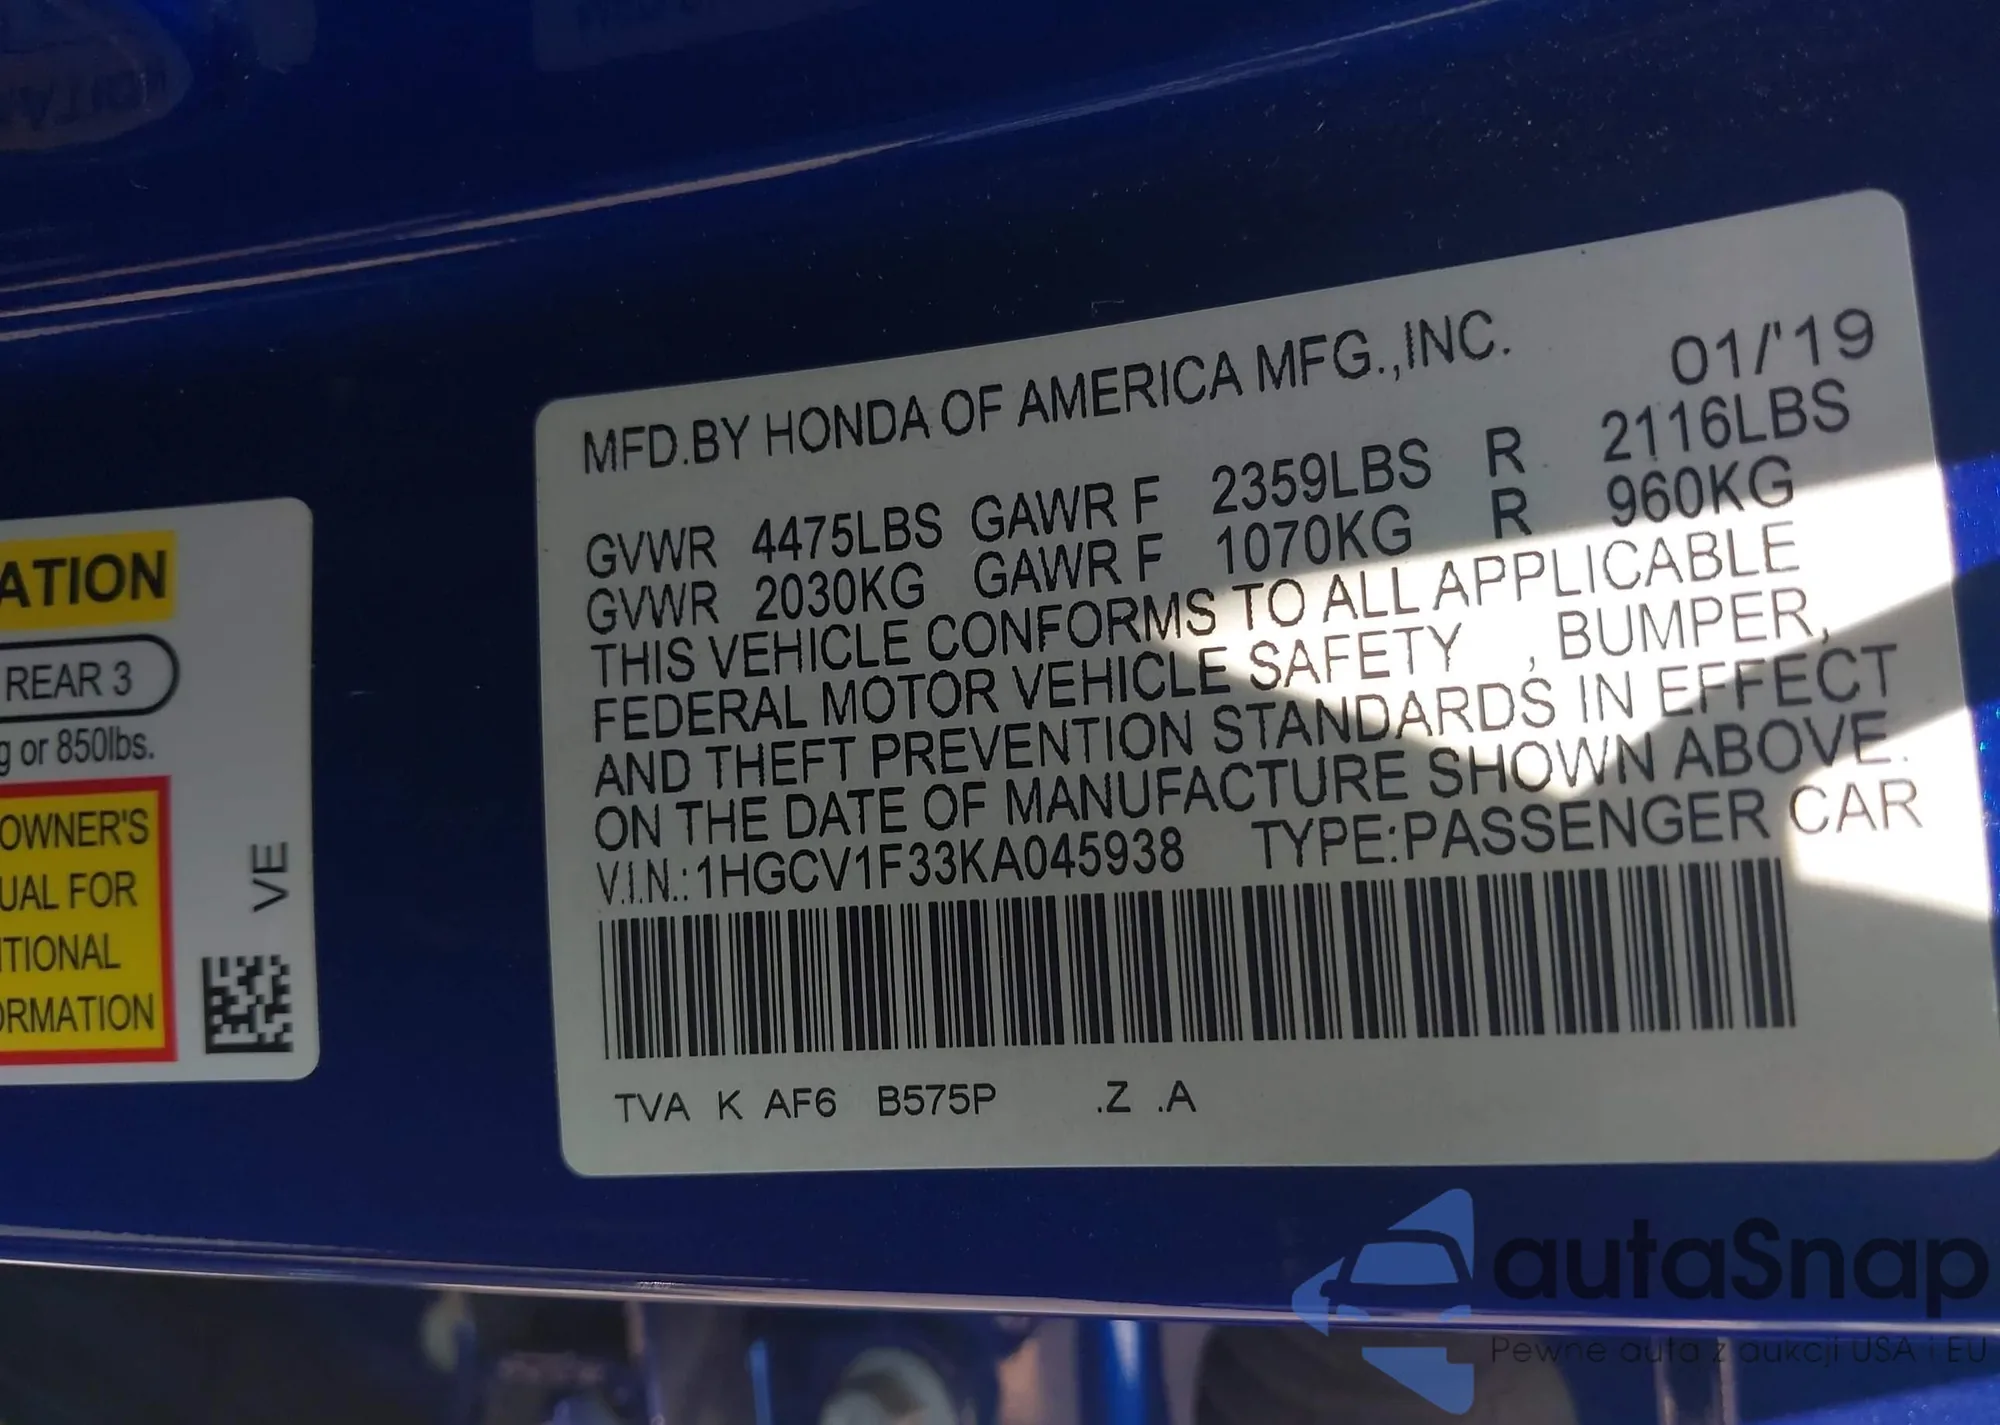 ATION
REAR 3
g or 850lbs.
OWNER'S
UAL FOR
ITIONAL
ORMATION
VE
MFD.BY HONDA OF AMERICA MFG.,INC. 01/'19
GVWR 4475LBS GAWR F 2359LBS R 2116LBS
GVWR 2030KG GAWR F 1070KG R 960KG
THIS VEHICLE CONFORMS TO ALL APPLICABLE
FEDERAL MOTOR VEHICLE SAFETY , BUMPER,
AND THEFT PREVENTION STANDARDS IN EFFECT
ON THE DATE OF MANUFACTURE SHOWN ABOVE.
V.I.N.:1HGCV1F33KA045938 TYPE:PASSENGER CAR
TVA K AF6 B575P .Z .A
autaSnap
Pewne auta z aukcji USA i EU